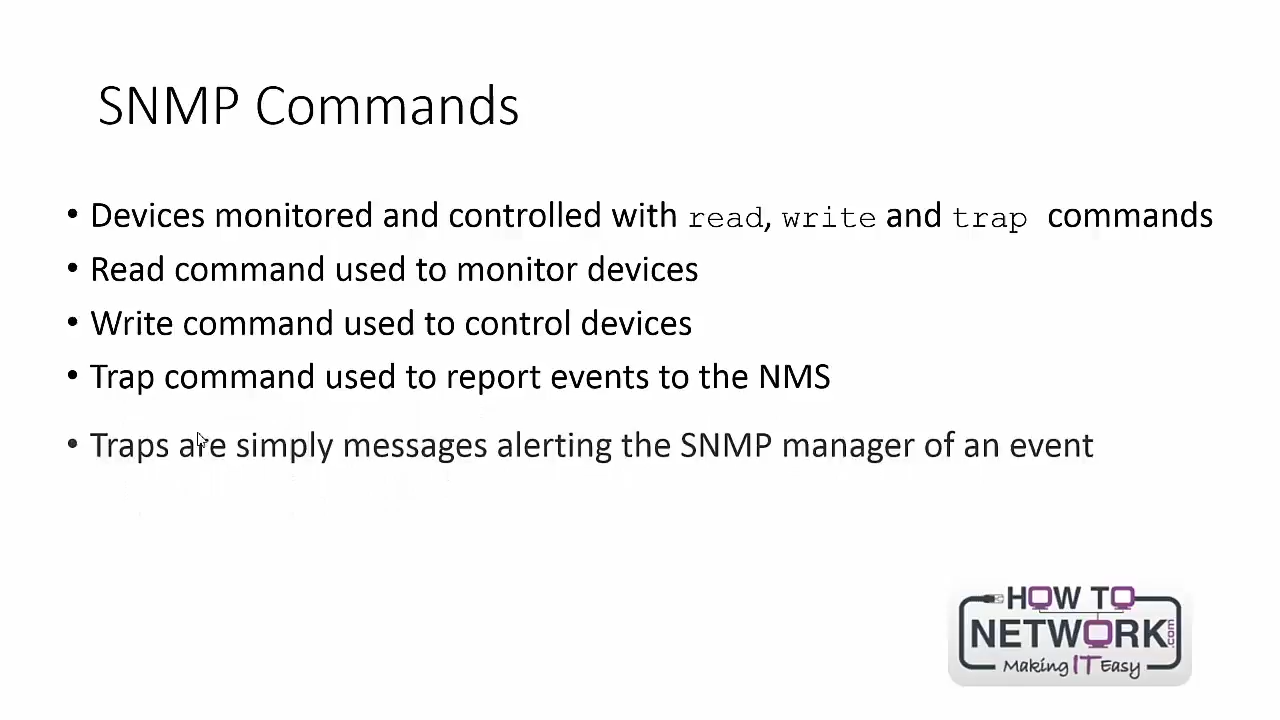 SNMP Commands
• Devices monitored and controlled with read, write and trap commands
• Read command used to monitor devices
• Write command used to control devices
• Trap command used to report events to the NMS
• Traps are simply messages alerting the SNMP manager of an event
HOW TO
NETWORK.com
Making IT Easy